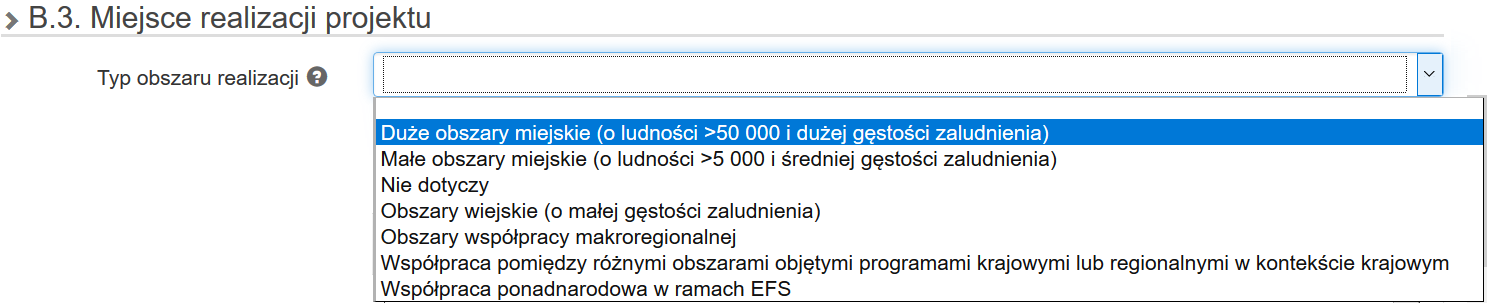 B.3. Miejsce realizacji projektu
Typ obszaru realizacji
Duże obszary miejskie (o ludności >50 000 i dużej gęstości zaludnienia)
Małe obszary miejskie (o ludności >5 000 i średniej gęstości zaludnienia)
Nie dotyczy
Obszary wiejskie (o małej gęstości zaludnienia)
Obszary współpracy makroregionalnej
Współpraca pomiędzy różnymi obszarami objętymi programami krajowymi lub regionalnymi w kontekście krajowym
Współpraca ponadnarodowa w ramach EFS